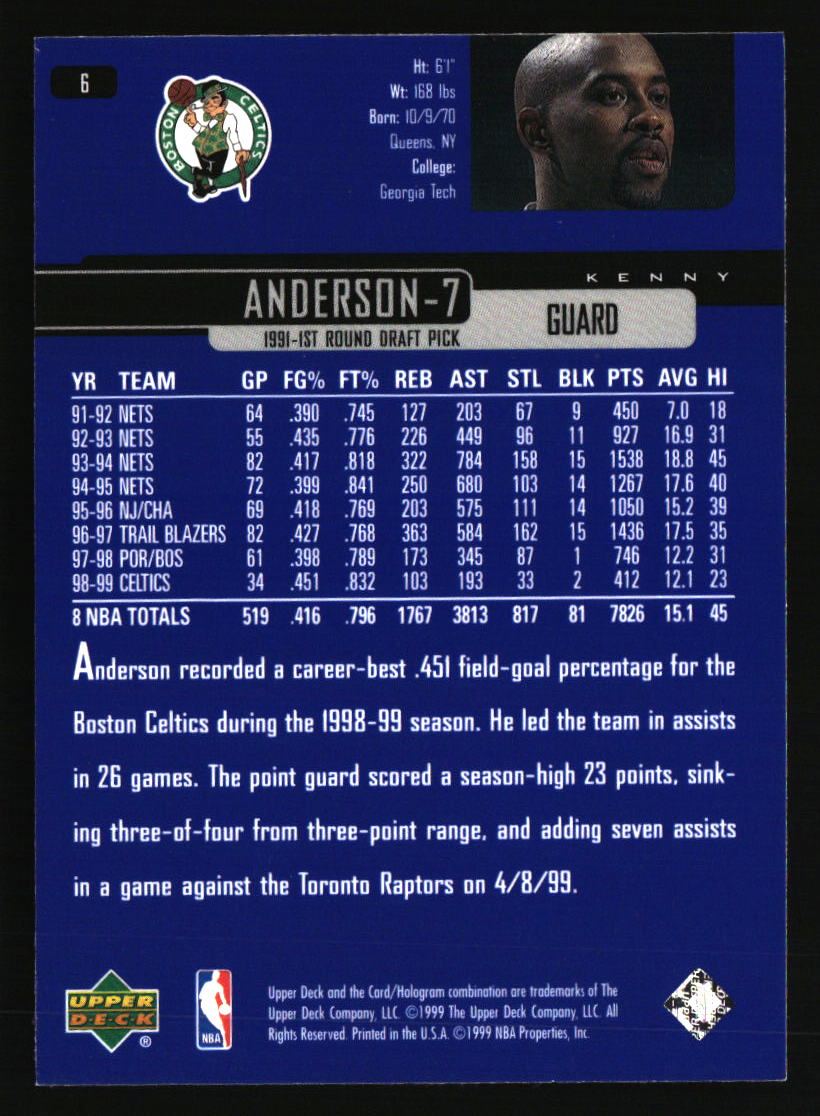 6
BOSTON CELTICS
Ht: 6'1"
Wt: 168 lbs
Born: 10/9/70
Queens, NY
College:
Georgia Tech
KENNY
ANDERSON-7
GUARD
1991-1ST ROUND DRAFT PICK
YR TEAM GP FG% FT% REB AST STL BLK PTS AVG HI
91-92 NETS 64 .390 .745 127 203 67 9 450 7.0 18
92-93 NETS 55 .435 .776 226 449 96 11 927 16.9 31
93-94 NETS 82 .417 .818 322 784 158 15 1538 18.8 45
94-95 NETS 72 .399 .841 250 680 103 14 1267 17.6 40
95-96 NJ/CHA 69 .418 .769 203 575 111 14 1050 15.2 39
96-97 TRAIL BLAZERS 82 .427 .768 363 584 162 15 1436 17.5 35
97-98 POR/BOS 61 .398 .789 173 345 87 1 746 12.2 31
98-99 CELTICS 34 .451 .832 103 193 33 2 412 12.1 23
8 NBA TOTALS 519 .416 .796 1767 3813 817 81 7826 15.1 45
Anderson recorded a career-best .451 field-goal percentage for the
Boston Celtics during the 1998-99 season. He led the team in assists
in 26 games. The point guard scored a season-high 23 points, sink-
ing three-of-four from three-point range, and adding seven assists
in a game against the Toronto Raptors on 4/8/99.
UPPER
D·E·C·K
®
NBA
Upper Deck and the Card/Hologram combination are trademarks of The
Upper Deck Company, LLC. ©1999 The Upper Deck Company, LLC. All
Rights Reserved. Printed in the U.S.A. ©1999 NBA Properties, Inc.